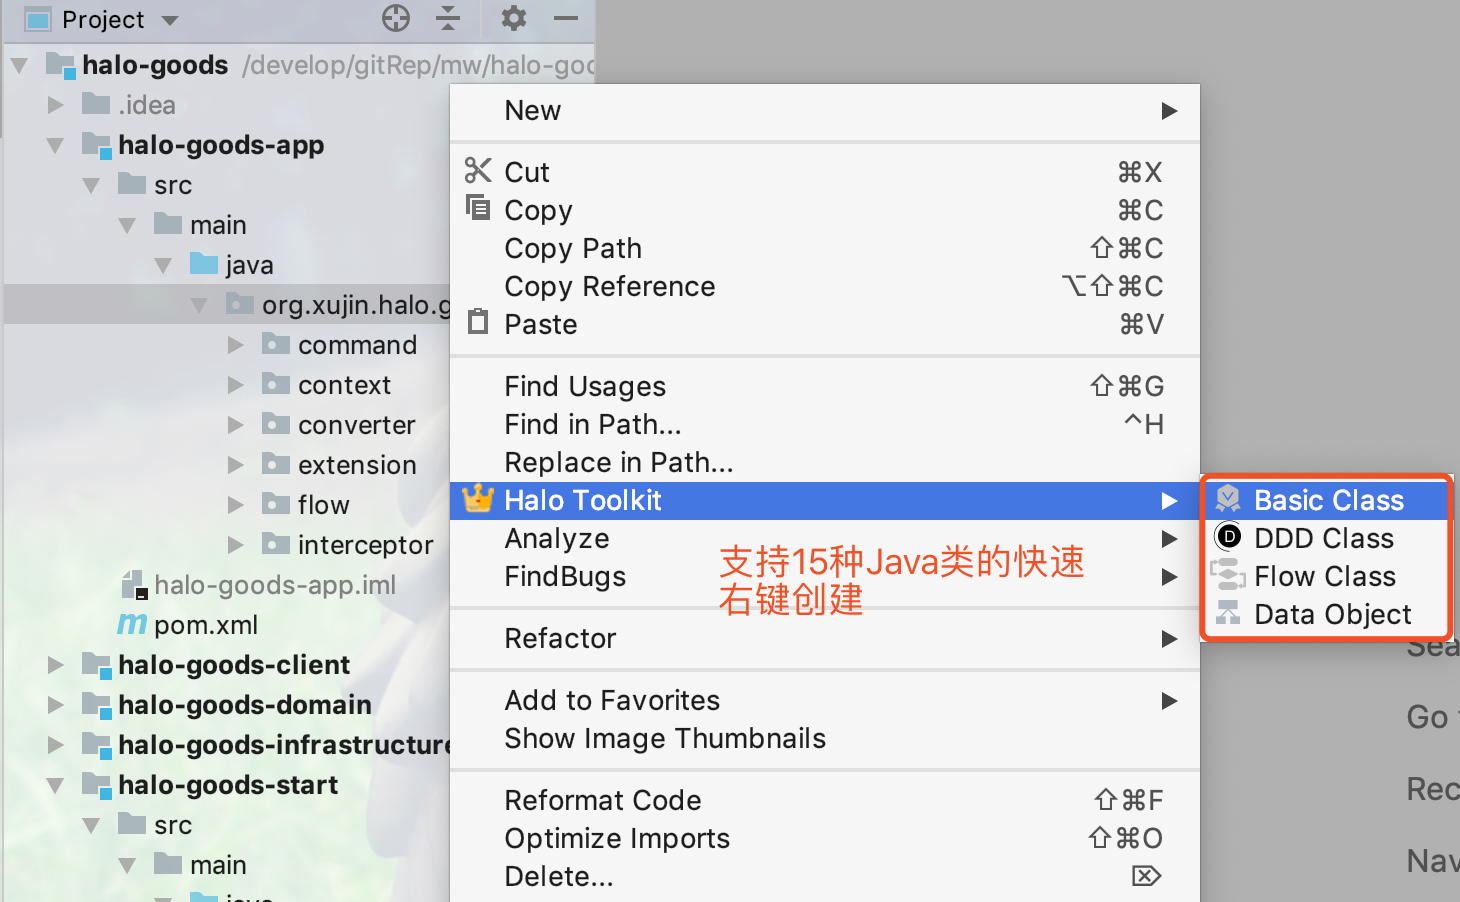 Project
halo-goods /develop/gitRep/mw/halo-goo
.idea
halo-goods-app
src
main
java
org.xujin.halo.g
command
context
converter
extension
flow
interceptor
halo-goods-app.iml
pom.xml
halo-goods-client
halo-goods-domain
halo-goods-infrastructure
halo-goods-start
src
main
java
New
Cut ⌘X
Copy ⌘C
Copy Path ⇧⌘C
Copy Reference ⌥⇧⌘C
Paste ⌘V
Find Usages ⇧⌘G
Find in Path... ^H
Replace in Path...
Halo Toolkit
Analyze
FindBugs
支持15种Java类的快速
右键创建
Refactor
Add to Favorites
Show Image Thumbnails
Reformat Code ⇧⌘F
Optimize Imports ⇧⌘O
Delete... ⌦
Basic Class
DDD Class
Flow Class
Data Object
Sea
Go
Rec
Nav